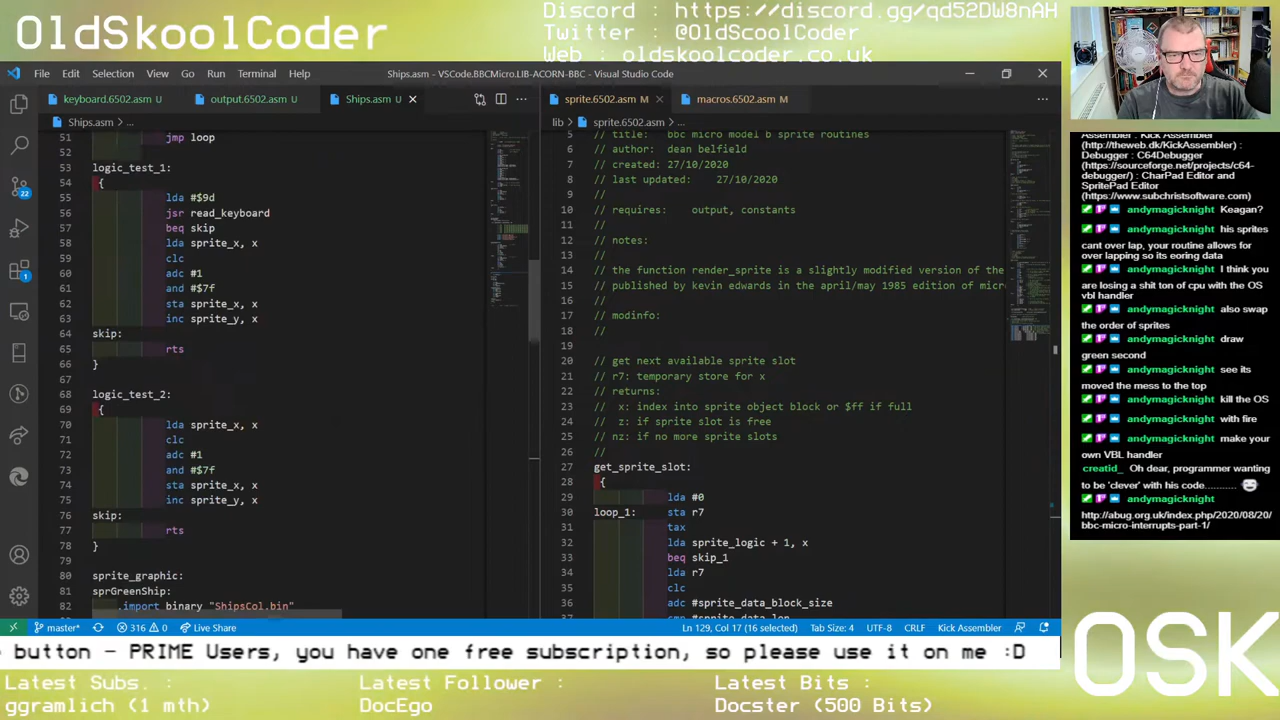 OldSkoolCoder
Discord : https://discord.gg/qd52DW8nAH
Twitter : @OldScoolCoder
Web : oldskoolcoder.co.uk
File Edit Selection View Go Run Terminal Help
Ships.asm - VSCode.BBCMicro.LIB-ACORN-BBC - Visual Studio Code
keyboard.6502.asm U
output.6502.asm U
Ships.asm U
Ships.asm > ...
51 jmp loop
52
53 logic_test_1:
54 {
55 lda #$9d
56 jsr read_keyboard
57 beq skip
58 lda sprite_x, x
59 clc
60 adc #1
61 and #$7f
62 sta sprite_x, x
63 inc sprite_y, x
64 skip:
65 rts
66 }
67
68 logic_test_2:
69 {
70 lda sprite_x, x
71 clc
72 adc #1
73 and #$7f
74 sta sprite_x, x
75 inc sprite_y, x
76 skip:
77 rts
78 }
79
80 sprite_graphic:
81 sprGreenShip:
82 .import binary "ShipsCol.bin"
sprite.6502.asm M
macros.6502.asm M
lib > sprite.6502.asm > ...
5 // title: bbc micro model b sprite routines
6 // author: dean belfield
7 // created: 27/10/2020
8 // last updated: 27/10/2020
9 //
10 // requires: output, constants
11 //
12 // notes:
13 //
14 // the function render_sprite is a slightly modified version of the
15 // published by kevin edwards in the april/may 1985 edition of micr
16 //
17 // modinfo:
18 //
19
20 // get next available sprite slot
21 // r7: temporary store for x
22 // returns:
23 // x: index into sprite object block or $ff if full
24 // z: if sprite slot is free
25 // nz: if no more sprite slots
26 //
27 get_sprite_slot:
28 {
29 lda #0
30 loop_1: sta r7
31 tax
32 lda sprite_logic + 1, x
33 beq skip_1
34 lda r7
35 clc
36 adc #sprite_data_block_size
37 cmp #sprite_data_len
22
1
master* 316 0 Live Share
Ln 129, Col 17 (16 selected) Tab Size: 4 UTF-8 CRLF Kick Assembler
Assembler : Kick Assembler
(http://theweb.dk/KickAssembler) :
Debugger : C64Debugger
(https://sourceforge.net/projects/c64-
debugger/) : CharPad Editor and
SpritePad Editor
(https://www.subchristsoftware.com)
andymagicknight Keagan?
andymagicknight his sprites
cant over lap, your routine allows for
over lapping so its eoring data
andymagicknight I think you
are losing a shit ton of cpu with the OS
vbl handler
andymagicknight also swap
the order of sprites
andymagicknight draw
green second
andymagicknight see its
moved the mess to the top
andymagicknight kill the OS
andymagicknight with fire
andymagicknight make your
own VBL handler
creatid_ Oh dear, programmer wanting
to be 'clever' with his code...........
andymagicknight
http://abug.org.uk/index.php/2020/08/20/
bbc-micro-interrupts-part-1/
button - PRIME Users, you have one free subscription, so please use it on me :D
OSK
Latest Subs. :
ggramlich (1 mth)
Latest Follower :
DocEgo
Latest Bits :
Docster (500 Bits)